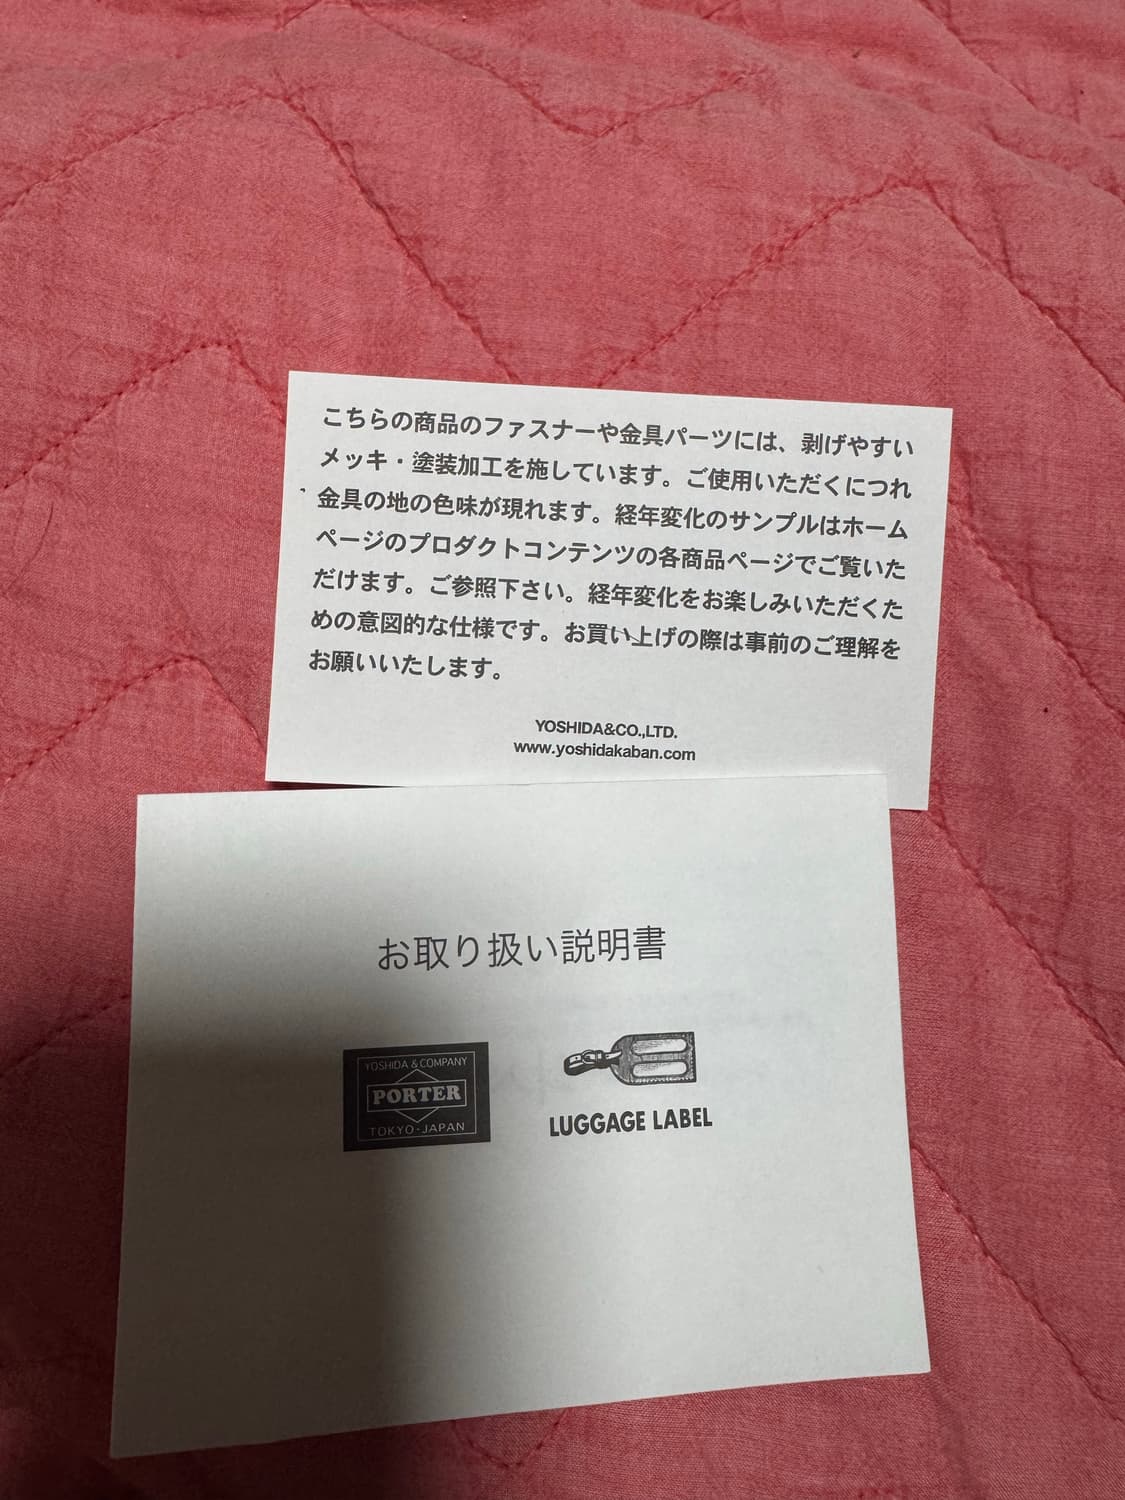 こちらの商品のファスナーや金具パーツには、剥げやすい
メッキ・塗装加工を施しています。ご使用いただくにつれ
金具の地の色味が現れます。経年変化のサンプルはホーム
ページのプロダクトコンテンツの各商品ページでご覧いた
だけます。ご参照下さい。経年変化をお楽しみいただくた
めの意図的な仕様です。お買い上げの際は事前のご理解を
お願いいたします。
YOSHIDA&CO.,LTD.
www.yoshidakaban.com
お取り扱い説明書
YOSHIDA & COMPANY
PORTER
TOKYO-JAPAN
LUGGAGE LABEL